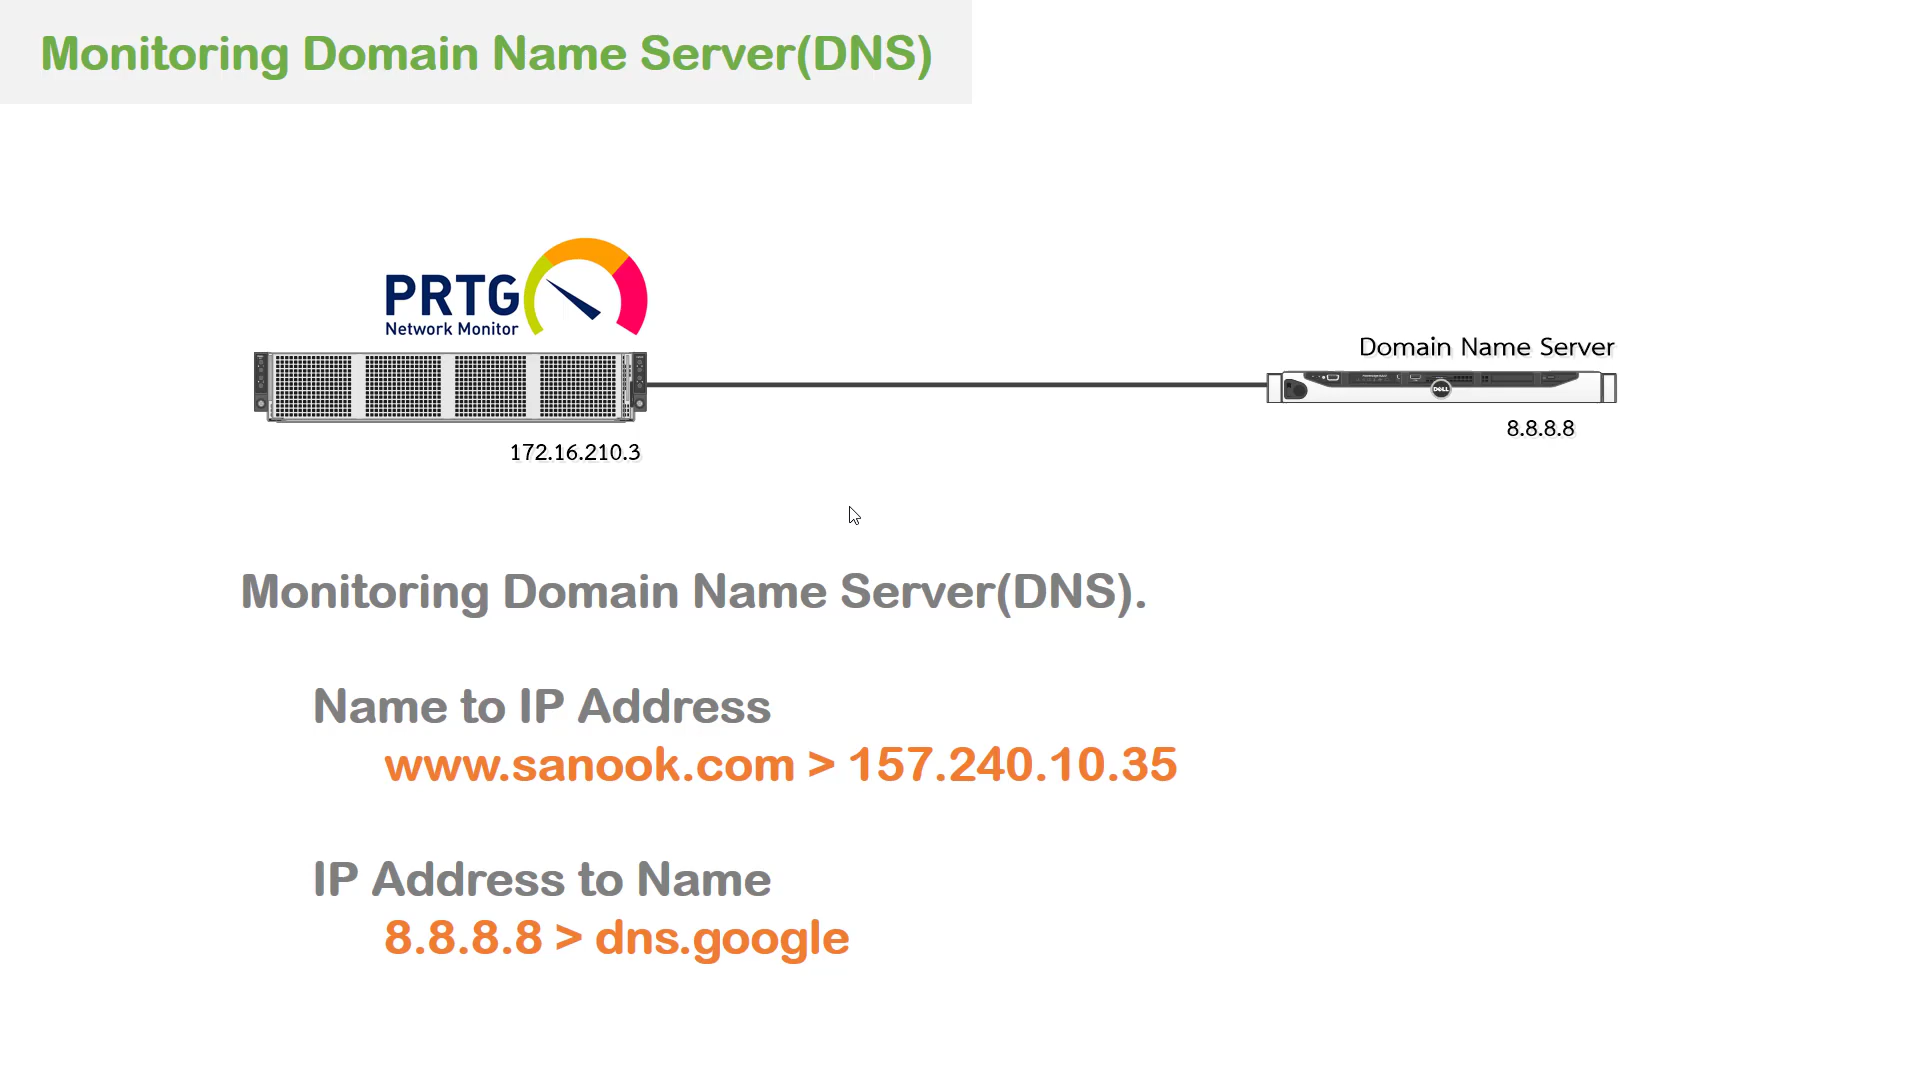 Monitoring Domain Name Server(DNS)
PRTG
Network Monitor
Domain Name Server
DELL
8.8.8.8
172.16.210.3
Monitoring Domain Name Server(DNS).
Name to IP Address
www.sanook.com > 157.240.10.35
IP Address to Name
8.8.8.8 > dns.google